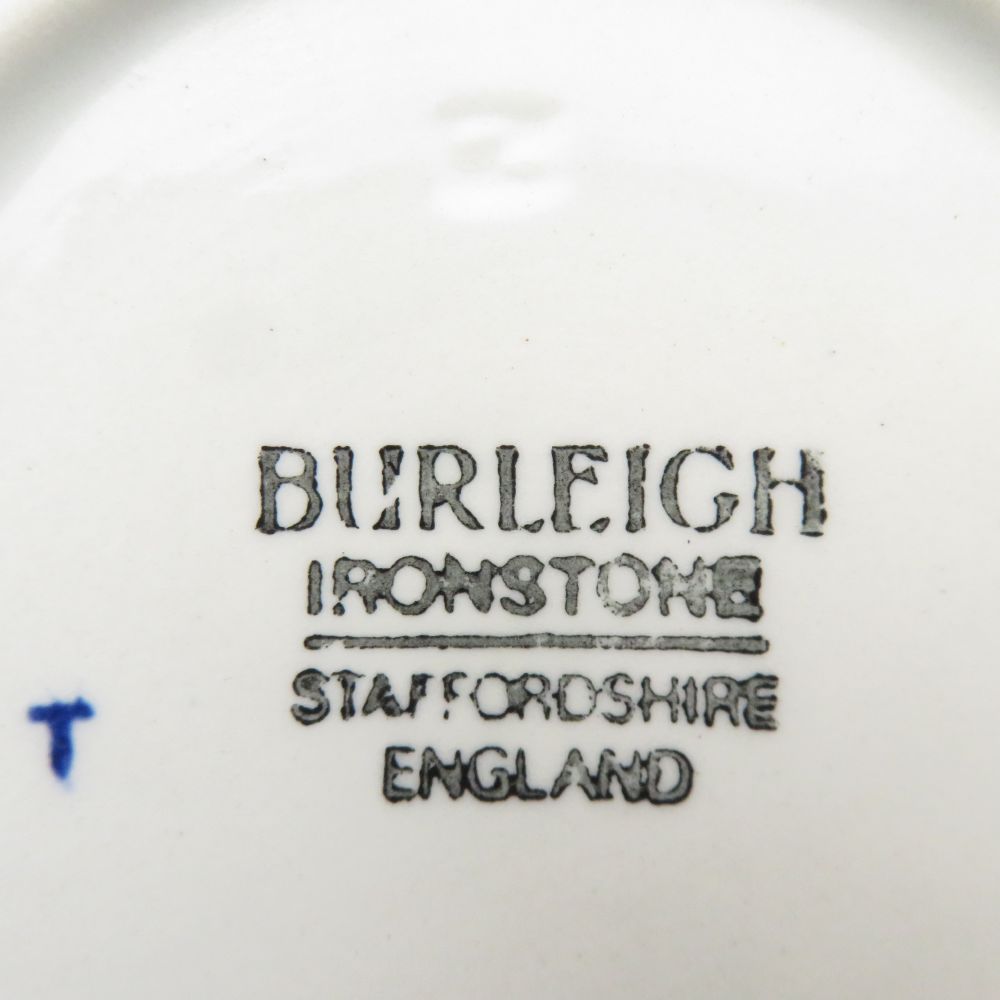 BURLEIGH
IRONSTONE
STAFFORDSHIRE
ENGLAND
T